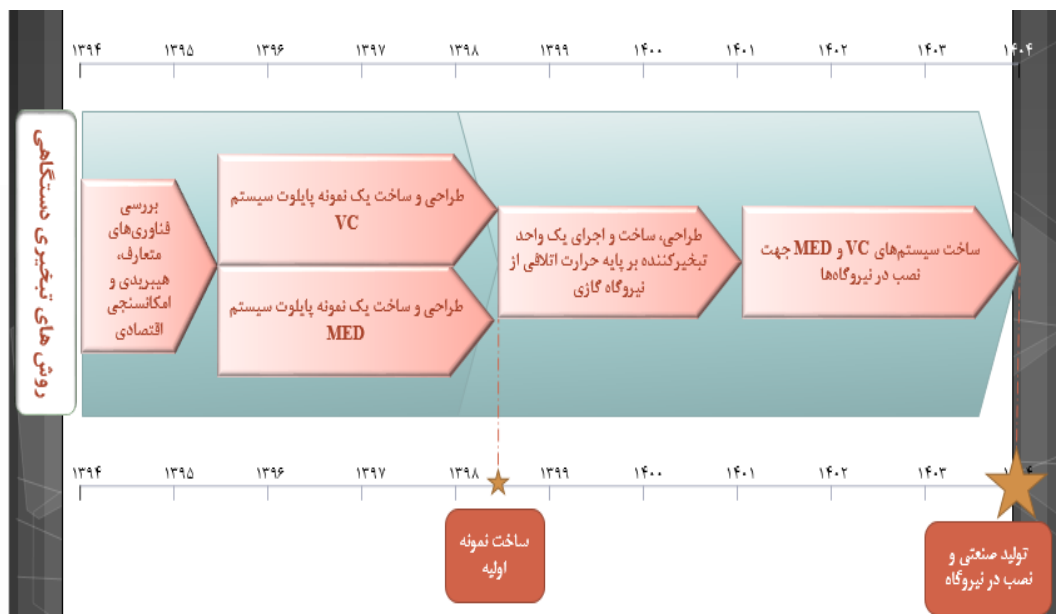 ۱۳۹۴ ۱۳۹۵ ۱۳۹۶ ۱۳۹۷ ۱۳۹۸ ۱۳۹۹ ۱۴۰۰ ۱۴۰۱ ۱۴۰۲ ۱۴۰۳ ۱۴۰۴
روش های تبخیری دستگاهی
بررسی
فناوری‌های
متعارف،
هیبریدی و
امکانسنجی
اقتصادی
طراحی و ساخت یک نمونه پایلوت سیستم
VC
طراحی و ساخت یک نمونه پایلوت سیستم
MED
طراحی، ساخت و اجرای یک واحد
تبخیرکننده بر پایه حرارت اتلافی از
نیروگاه گازی
ساخت سیستم‌های VC و MED جهت
نصب در نیروگاه‌ها
۱۳۹۴ ۱۳۹۵ ۱۳۹۶ ۱۳۹۷ ۱۳۹۸ ۱۳۹۹ ۱۴۰۰ ۱۴۰۱ ۱۴۰۲ ۱۴۰۳
ساخت نمونه
اولیه
تولید صنعتی و
نصب در نیروگاه